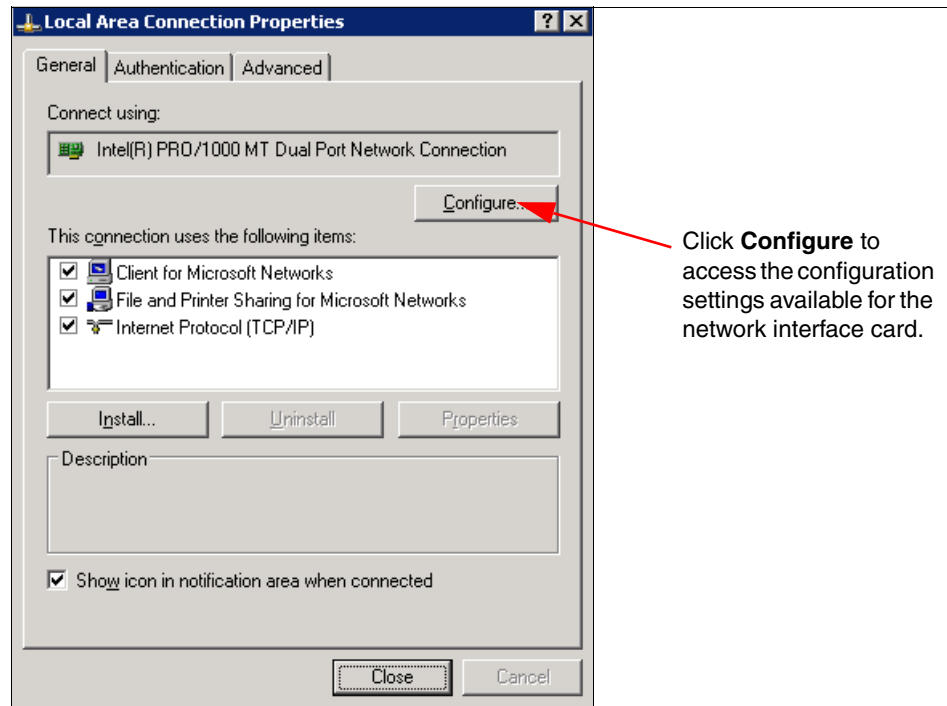 Local Area Connection Properties
General Authentication Advanced
Connect using:
Intel(R) PRO/1000 MT Dual Port Network Connection
Configure...
This connection uses the following items:
Client for Microsoft Networks
File and Printer Sharing for Microsoft Networks
Internet Protocol (TCP/IP)
Install... Uninstall Properties
Description
Show icon in notification area when connected
Close Cancel
Click Configure to
access the configuration
settings available for the
network interface card.